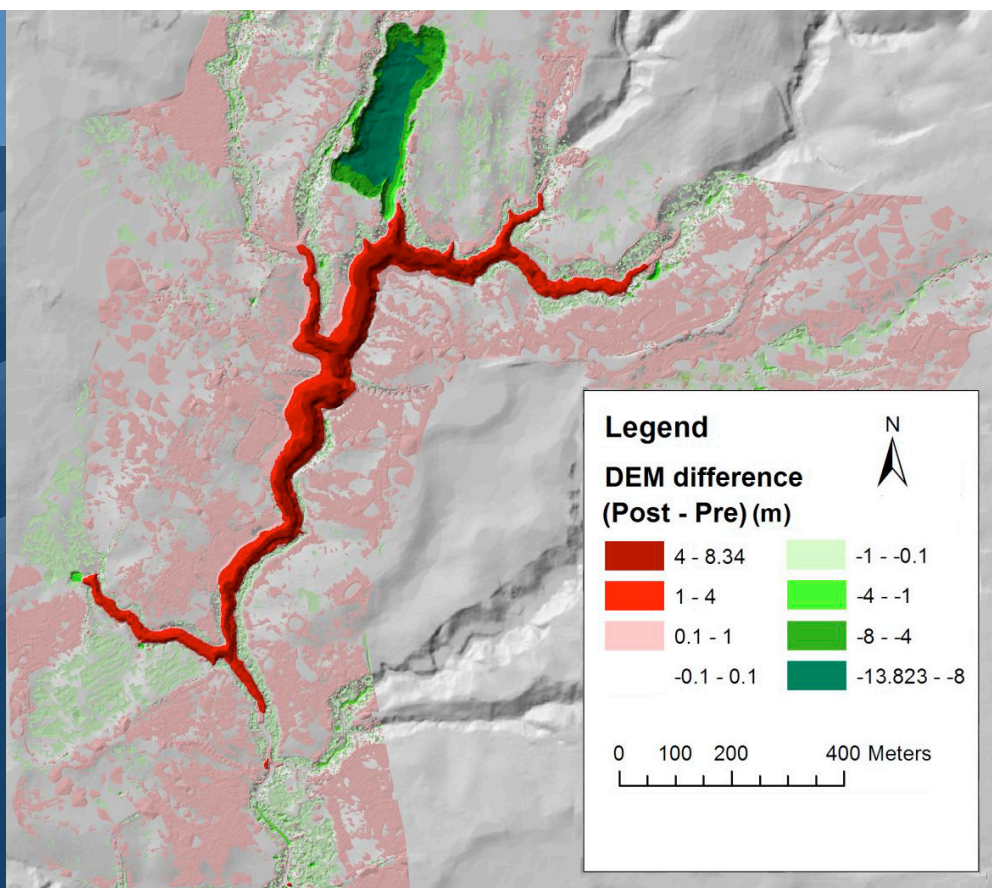 Legend
N
DEM difference
(Post - Pre) (m)
4 - 8.34
1 - 4
0.1 - 1
-0.1 - 0.1
-1 - -0.1
-4 - -1
-8 - -4
-13.823 - -8
0 100 200 400 Meters